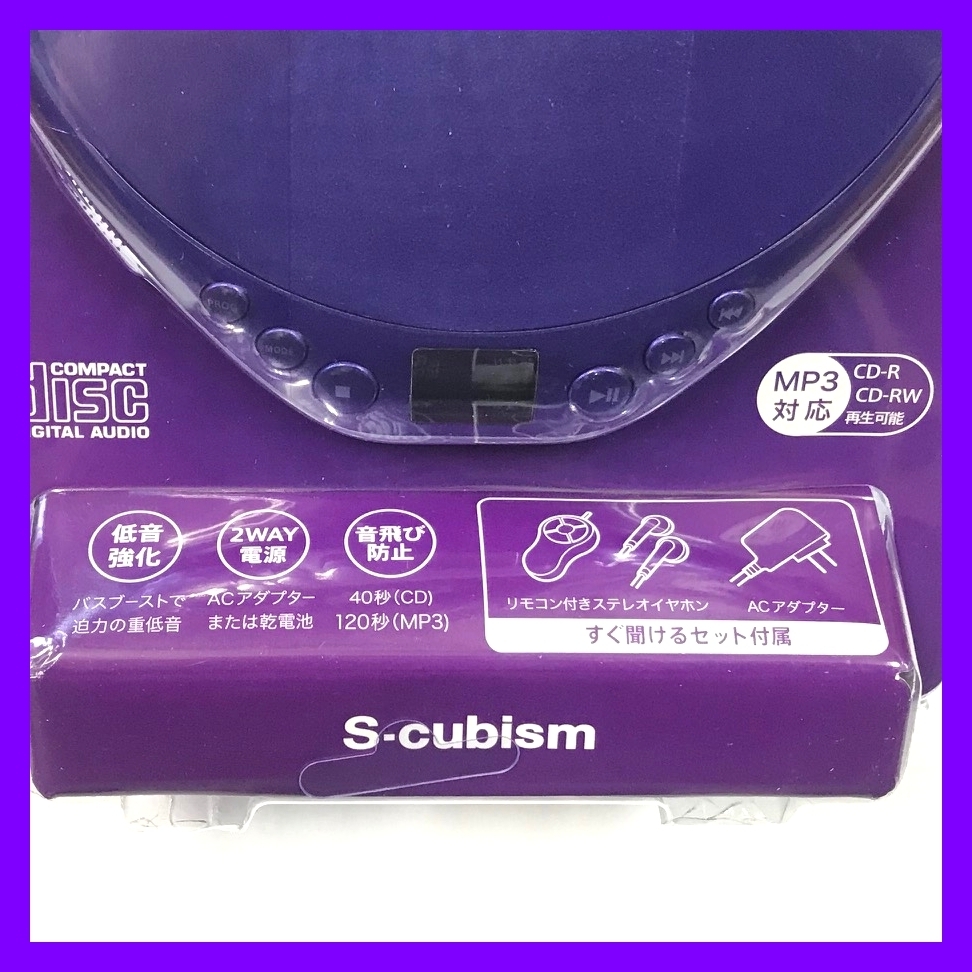 PROG
MODE
COMPACT
disc
DIGITAL AUDIO
MP3
対応
CD-R
CD-RW
再生可能
低音
強化
2WAY
電源
音飛び
防止
バスブーストで
迫力の重低音
ACアダプター
または乾電池
40秒(CD)
120秒(MP3)
リモコン付きステレオイヤホン
ACアダプター
すぐ聞けるセット付属
S-cubism